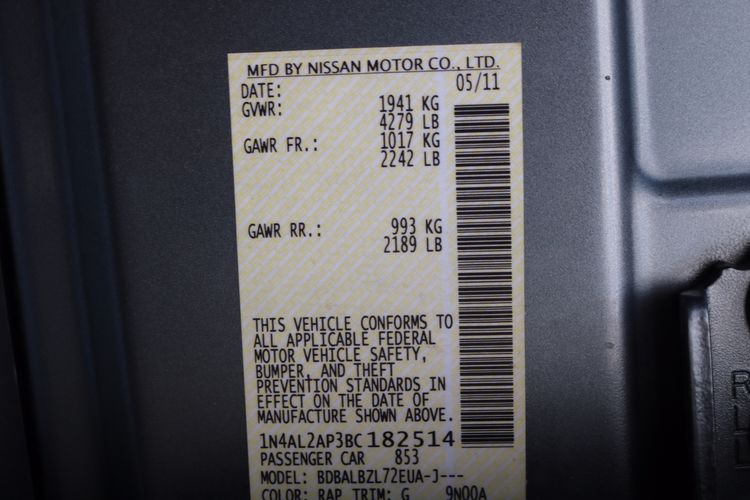 MFD BY NISSAN MOTOR CO., LTD.
DATE: 05/11
GVWR: 1941 KG
4279 LB
GAWR FR.: 1017 KG
2242 LB
GAWR RR.: 993 KG
2189 LB
THIS VEHICLE CONFORMS TO
ALL APPLICABLE FEDERAL
MOTOR VEHICLE SAFETY,
BUMPER, AND THEFT
PREVENTION STANDARDS IN
EFFECT ON THE DATE OF
MANUFACTURE SHOWN ABOVE.
1N4AL2AP3BC182514
PASSENGER CAR 853
MODEL: BDBALBZL72EUA-J---
COLOR: RAP TRIM: G 9N00A